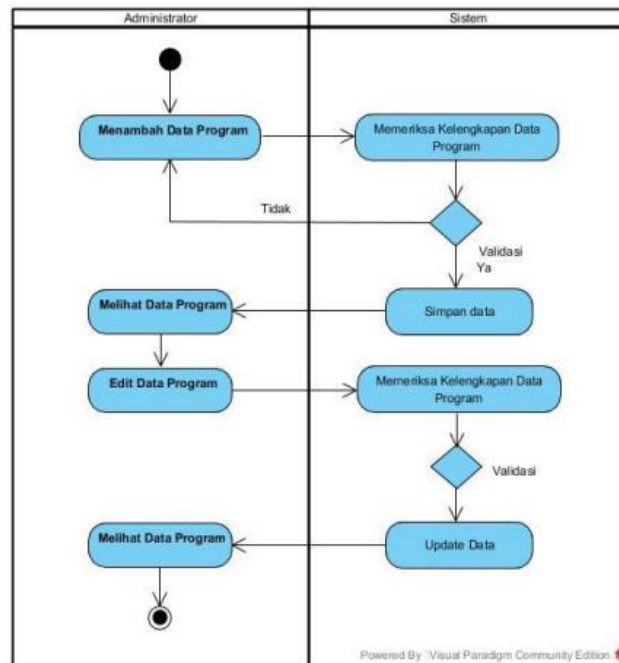 Administrator
Sistem
Menambah Data Program
Memeriksa Kelengkapan Data
Program
Tidak
Validasi
Ya
Melihat Data Program
Simpan data
Edit Data Program
Memeriksa Kelengkapan Data
Program
Validasi
Melihat Data Program
Update Data
Powered By Visual Paradigm Community Edition